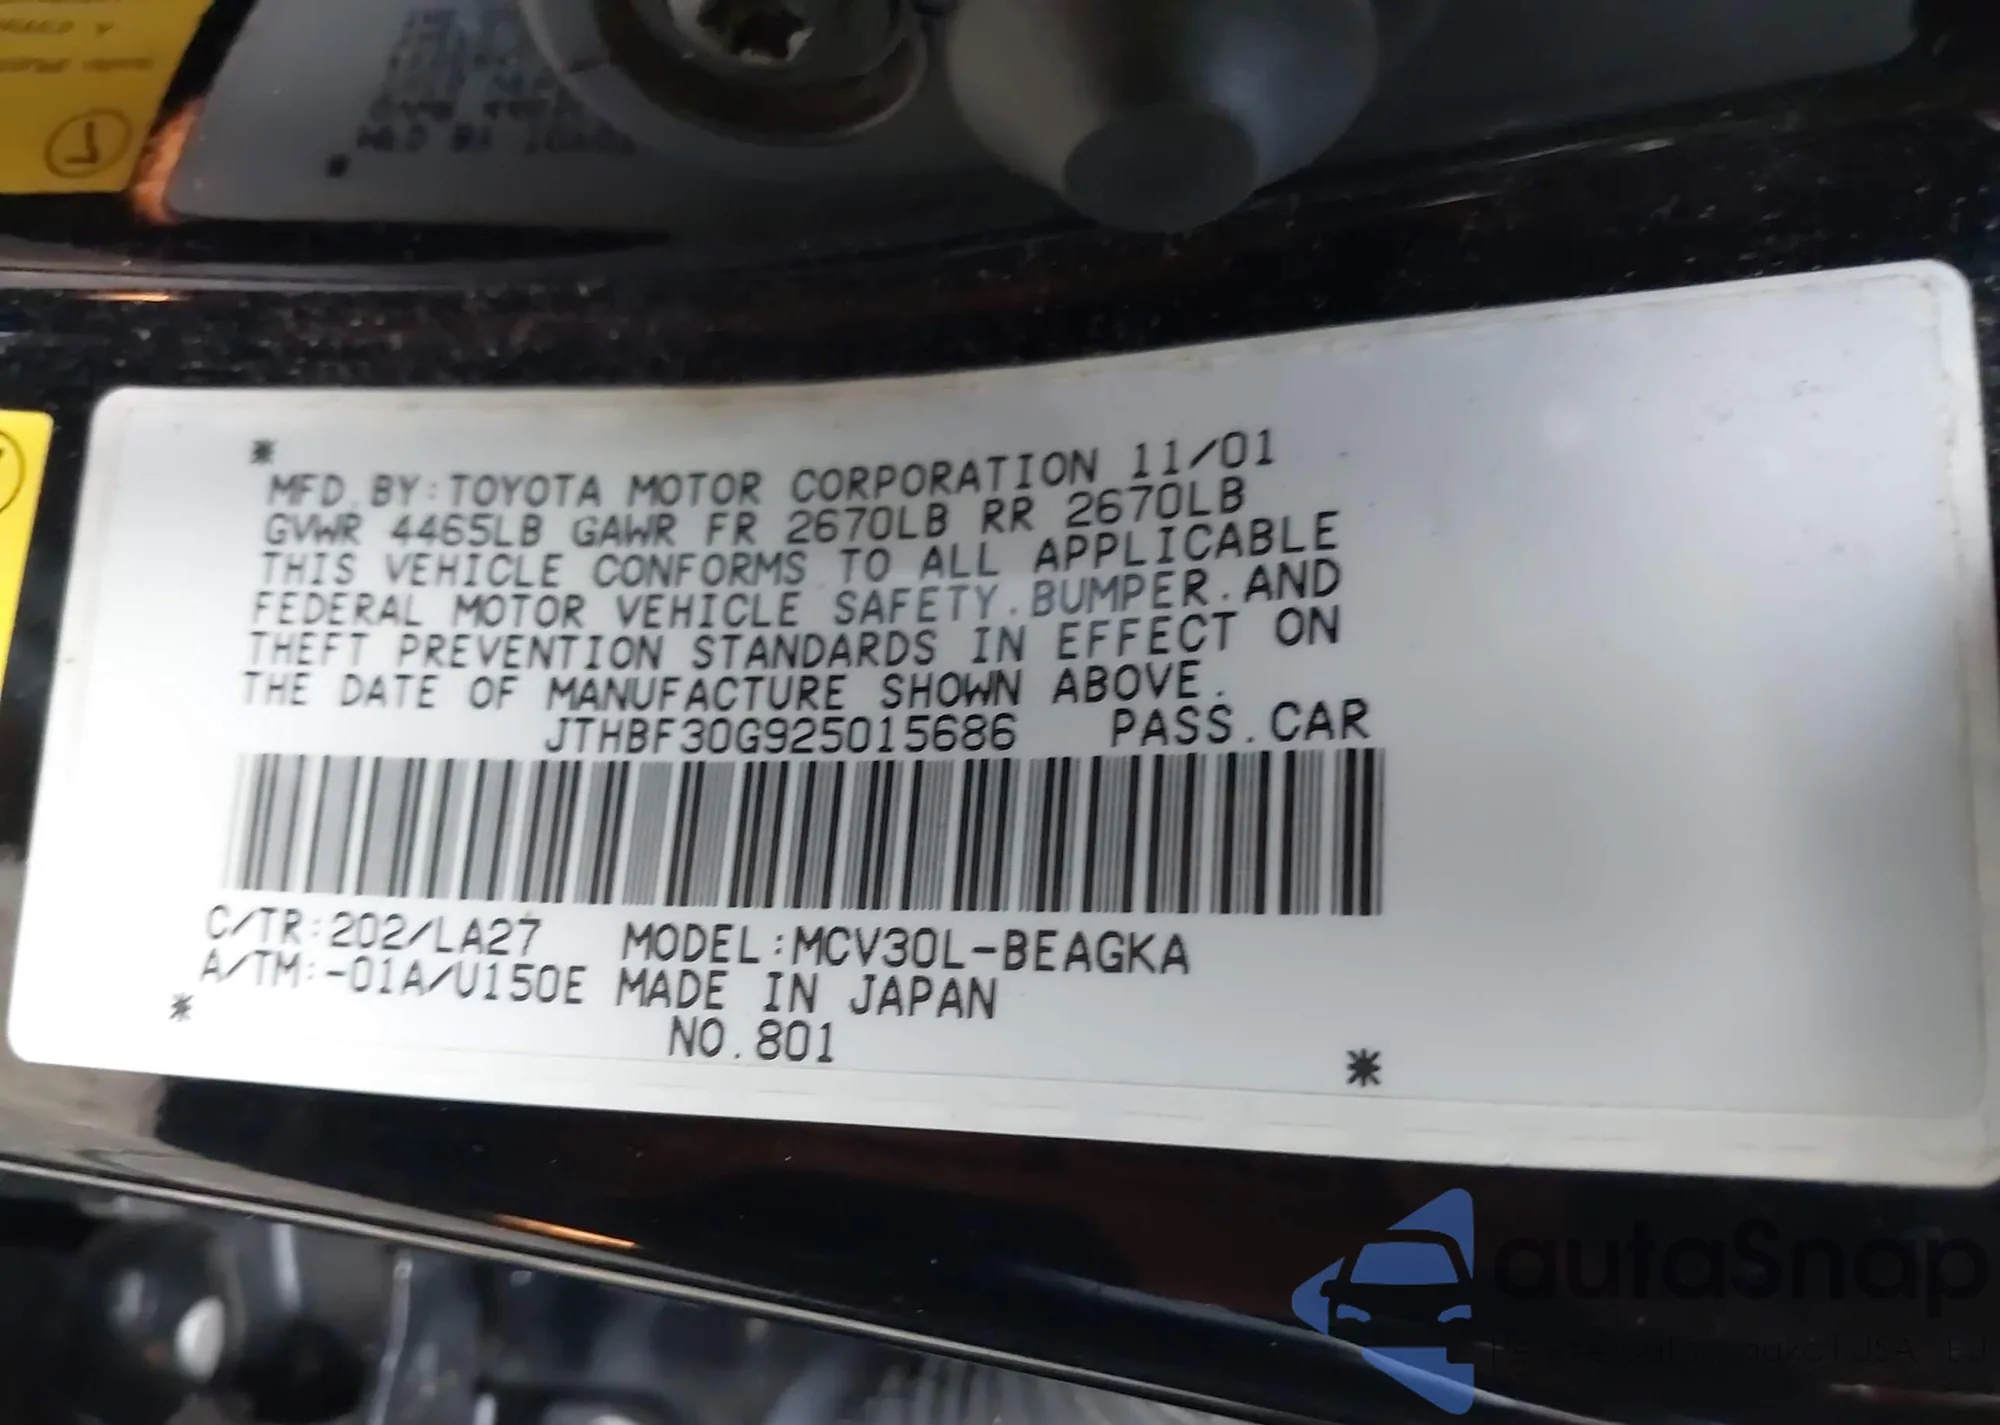 *
MFD. BY:TOYOTA MOTOR CORPORATION 11/01
GVWR 4465LB GAWR FR 2670LB RR 2670LB
THIS VEHICLE CONFORMS TO ALL APPLICABLE
FEDERAL MOTOR VEHICLE SAFETY.BUMPER.AND
THEFT PREVENTION STANDARDS IN EFFECT ON
THE DATE OF MANUFACTURE SHOWN ABOVE.
JTHBF30G925015686 PASS.CAR
C/TR:202/LA27 MODEL:MCV30L-BEAGKA
A/TM:-01A/U150E MADE IN JAPAN
* NO.801 *
autoSnap